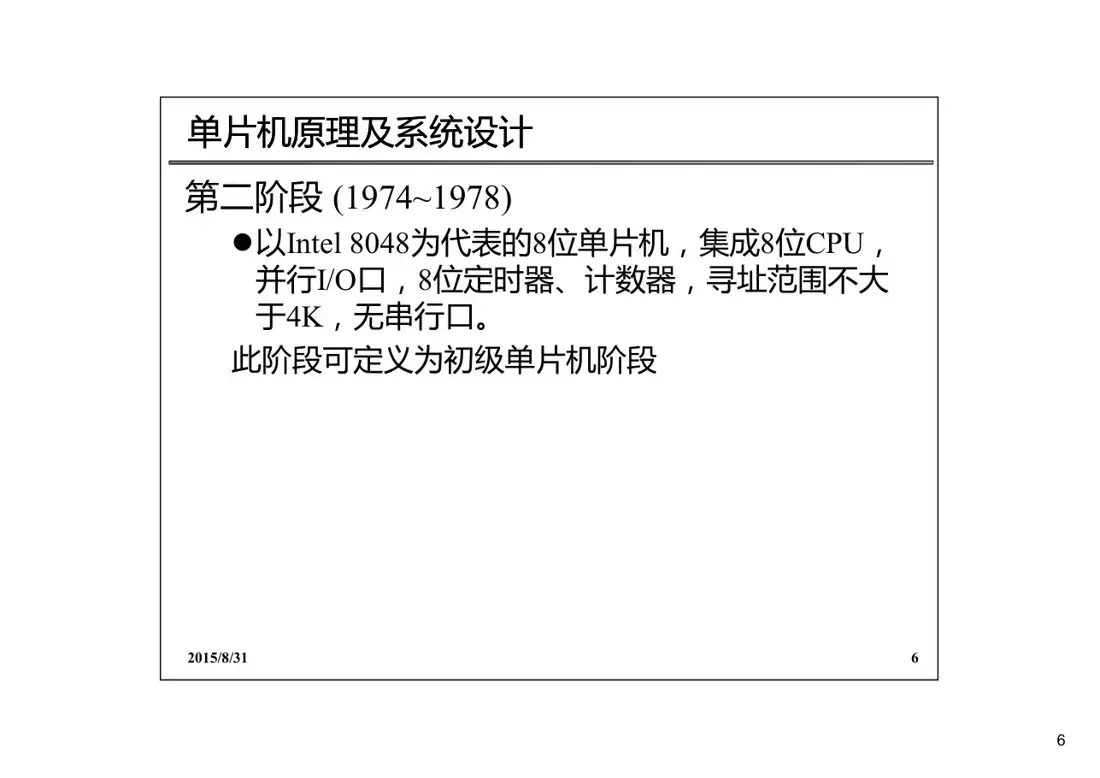 单片机原理及系统设计
第二阶段 (1974~1978)
●以Intel 8048为代表的8位单片机，集成8位CPU，
并行I/O口，8位定时器、计数器，寻址范围不大
于4K，无串行口。
此阶段可定义为初级单片机阶段
2015/8/31
6
6